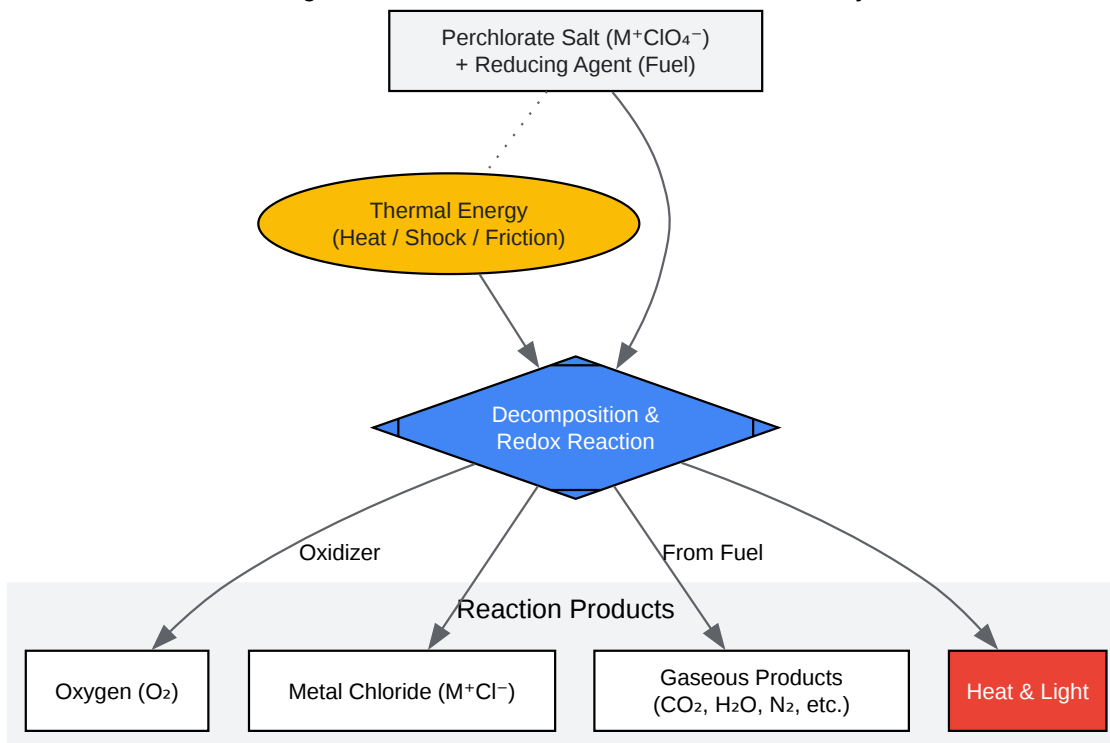 Perchlorate Salt (M⁺ClO₄⁻)
+ Reducing Agent (Fuel)
Thermal Energy
(Heat / Shock / Friction)
Decomposition &
Redox Reaction
Oxidizer
From Fuel
Reaction Products
Oxygen (O₂)
Metal Chloride (M⁺Cl⁻)
Gaseous Products
(CO₂, H₂O, N₂, etc.)
Heat & Light